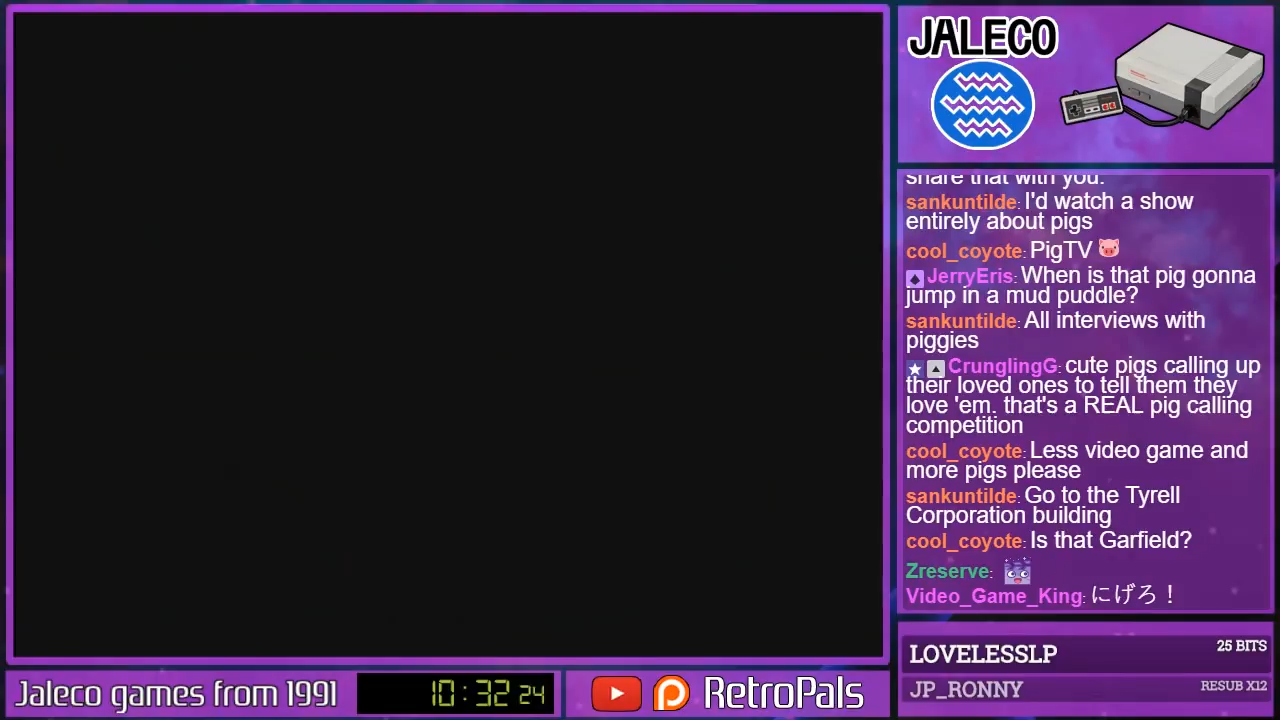 JALECO
share that with you.
sankuntilde: I'd watch a show
entirely about pigs
cool_coyote: PigTV
JerryEris: When is that pig gonna
jump in a mud puddle?
sankuntilde: All interviews with
piggies
CrunglingG: cute pigs calling up
their loved ones to tell them they
love 'em. that's a REAL pig calling
competition
cool_coyote: Less video game and
more pigs please
sankuntilde: Go to the Tyrell
Corporation building
cool_coyote: Is that Garfield?
Zreserve:
Video_Game_King: にげろ！
LOVELESSLP 25 BITS
JP_RONNY RESUB X12
Jaleco games from 1991 10:32 24 RetroPals